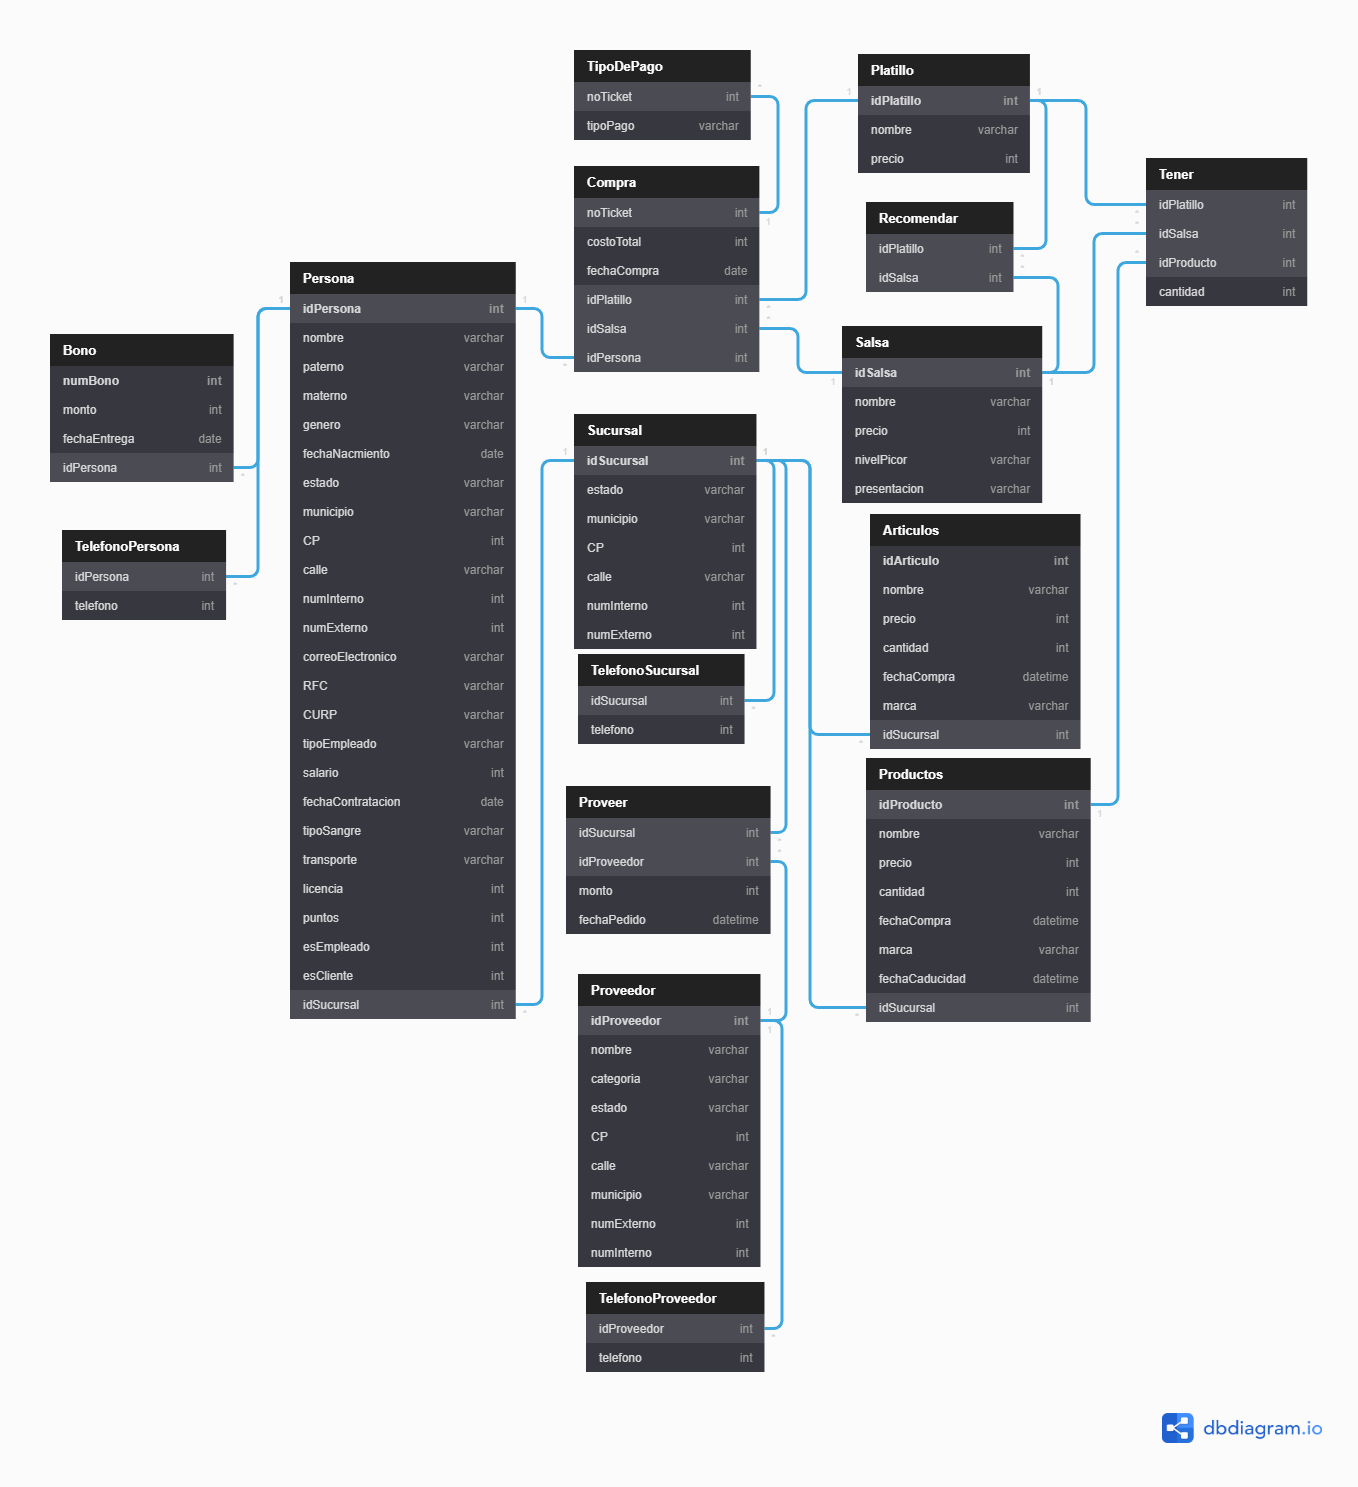 TipoDePago
noTicket int
tipoPago varchar
Compra
noTicket int
costoTotal int
fechaCompra date
idPlatillo int
idSalsa int
idPersona int
Platillo
idPlatillo int
nombre varchar
precio int
Recomendar
idPlatillo int
idSalsa int
Tener
idPlatillo int
idSalsa int
idProducto int
cantidad int
Persona
idPersona int
nombre varchar
paterno varchar
materno varchar
genero varchar
fechaNacmiento date
estado varchar
municipio varchar
CP int
calle varchar
numInterno int
numExterno int
correoElectronico varchar
RFC varchar
CURP varchar
tipoEmpleado varchar
salario int
fechaContratacion date
tipoSangre varchar
transporte varchar
licencia int
puntos int
esEmpleado int
esCliente int
idSucursal int
Bono
numBono int
monto int
fechaEntrega date
idPersona int
TelefonoPersona
idPersona int
telefono int
Salsa
idSalsa int
nombre varchar
precio int
nivelPicor varchar
presentacion varchar
Sucursal
idSucursal int
estado varchar
municipio varchar
CP int
calle varchar
numInterno int
numExterno int
TelefonoSucursal
idSucursal int
telefono int
Articulos
idArticulo int
nombre varchar
precio int
cantidad int
fechaCompra datetime
marca varchar
idSucursal int
Productos
idProducto int
nombre varchar
precio int
cantidad int
fechaCompra datetime
marca varchar
fechaCaducidad datetime
idSucursal int
Proveer
idSucursal int
idProveedor int
monto int
fechaPedido datetime
Proveedor
idProveedor int
nombre varchar
categoria varchar
estado varchar
CP int
calle varchar
municipio varchar
numExterno int
numInterno int
TelefonoProveedor
idProveedor int
telefono int
1
*
1
*
1
*
1
*
1
*
1
*
1
*
1
*
1
*
dbdiagram.io